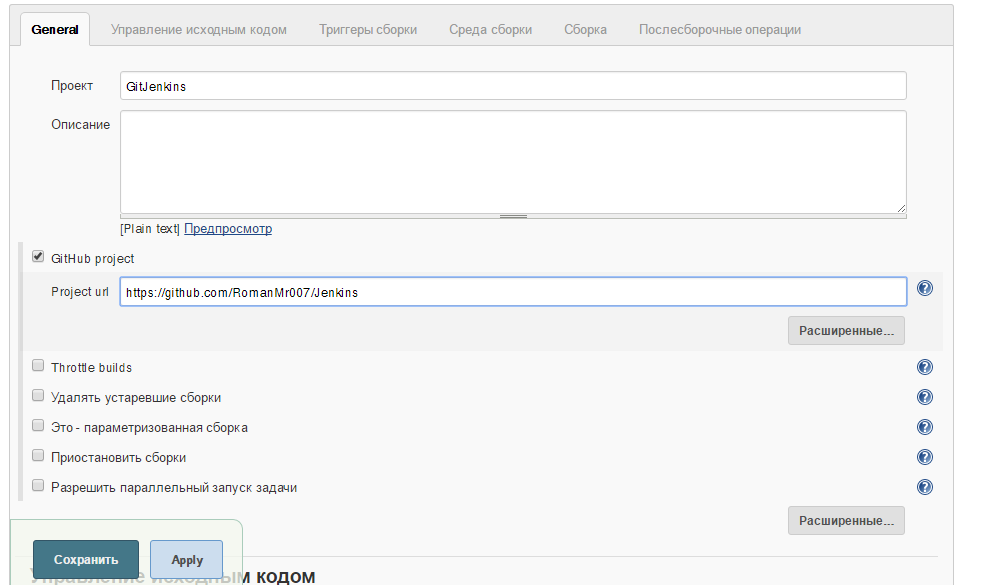 General Управление исходным кодом Триггеры сборки Среда сборки Сборка Послесборочные операции
Проект GitJenkins
Описание
[Plain text] Предпросмотр
GitHub project
Project url https://github.com/RomanMr007/Jenkins
Расширенные...
Throttle builds
Удалять устаревшие сборки
Это - параметризованная сборка
Приостановить сборки
Разрешить параллельный запуск задачи
Расширенные...
Сохранить Apply
Управление исходным кодом